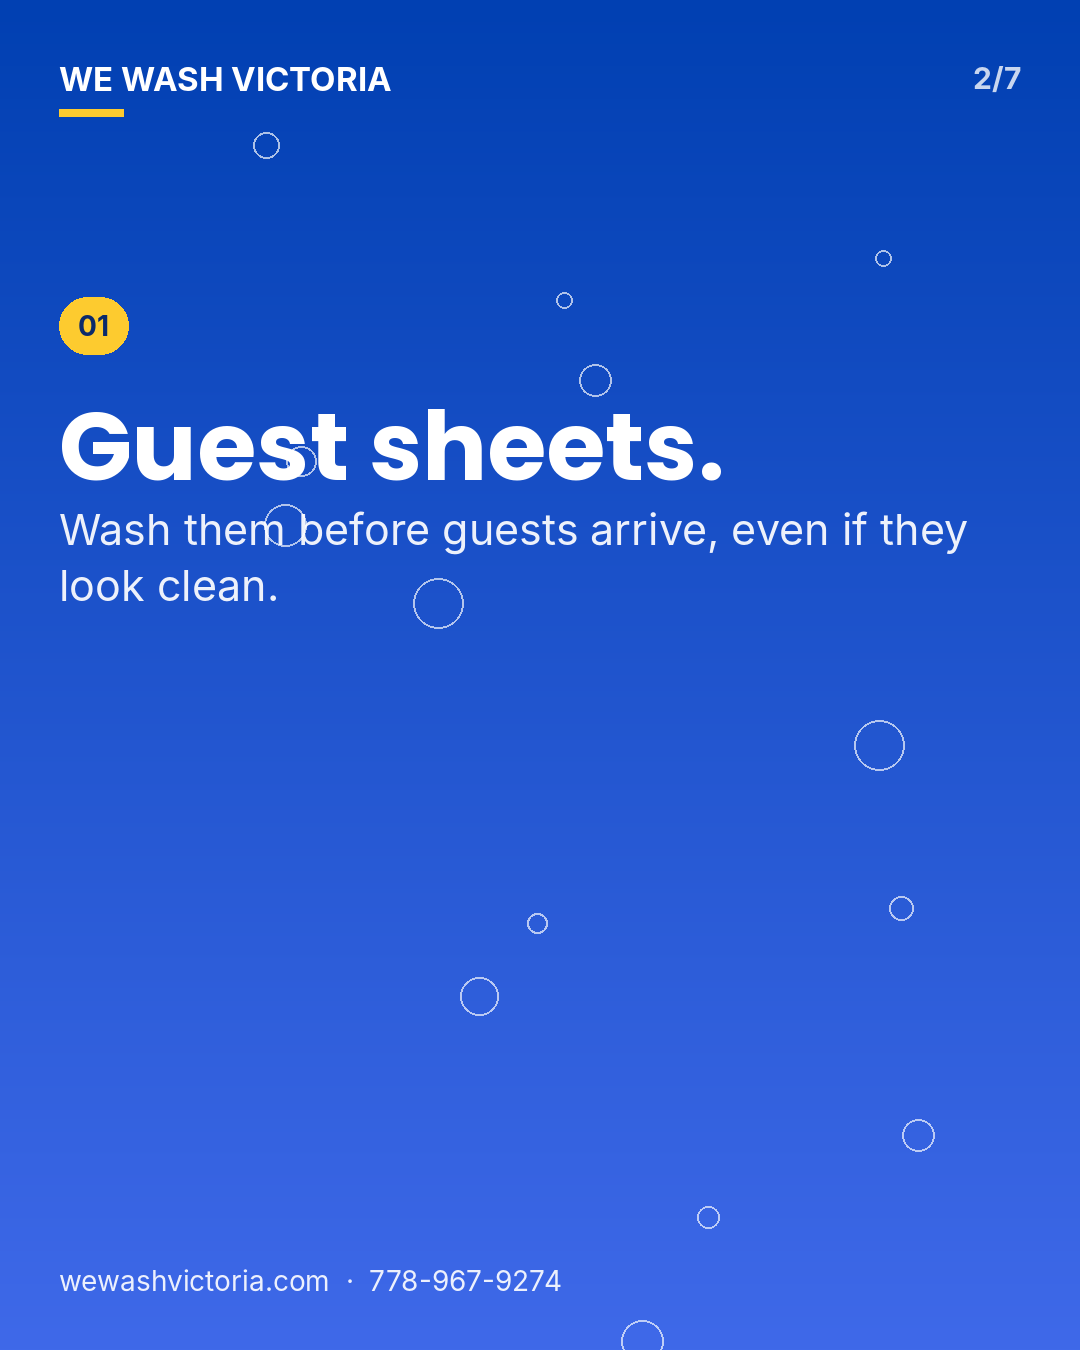 WE WASH VICTORIA
2/7
01
Guest sheets.
Wash them before guests arrive, even if they
look clean.
wewashvictoria.com · 778-967-9274